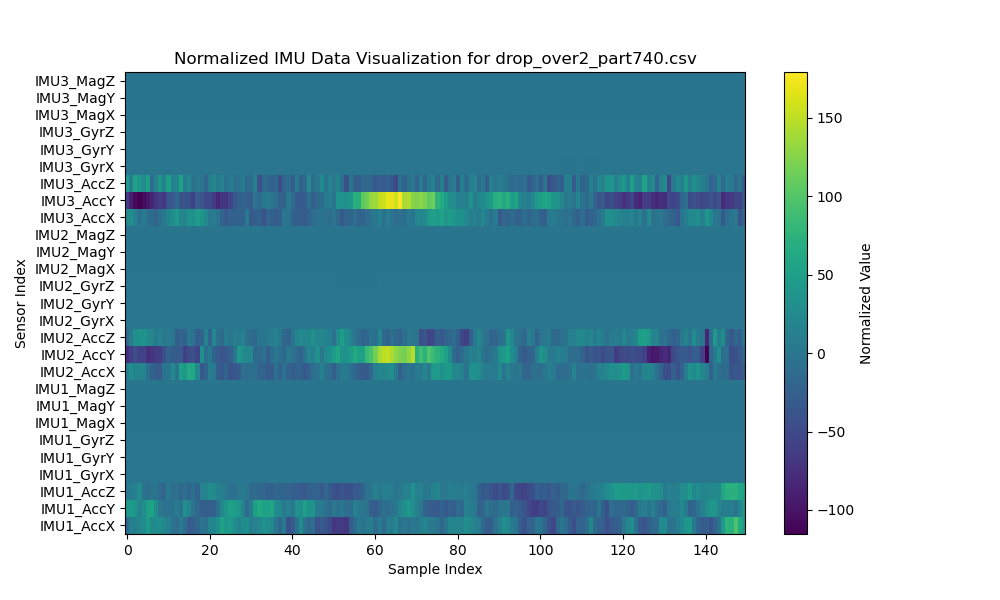 Normalized IMU Data Visualization for drop_over2_part740.csv
IMU3_MagZ
IMU3_MagY
IMU3_MagX
IMU3_GyrZ
IMU3_GyrY
IMU3_GyrX
IMU3_AccZ
IMU3_AccY
IMU3_AccX
IMU2_MagZ
IMU2_MagY
IMU2_MagX
IMU2_GyrZ
IMU2_GyrY
IMU2_GyrX
IMU2_AccZ
IMU2_AccY
IMU2_AccX
IMU1_MagZ
IMU1_MagY
IMU1_MagX
IMU1_GyrZ
IMU1_GyrY
IMU1_GyrX
IMU1_AccZ
IMU1_AccY
IMU1_AccX
Sensor Index
0 20 40 60 80 100 120 140
Sample Index
150
100
50
0
−50
−100
Normalized Value